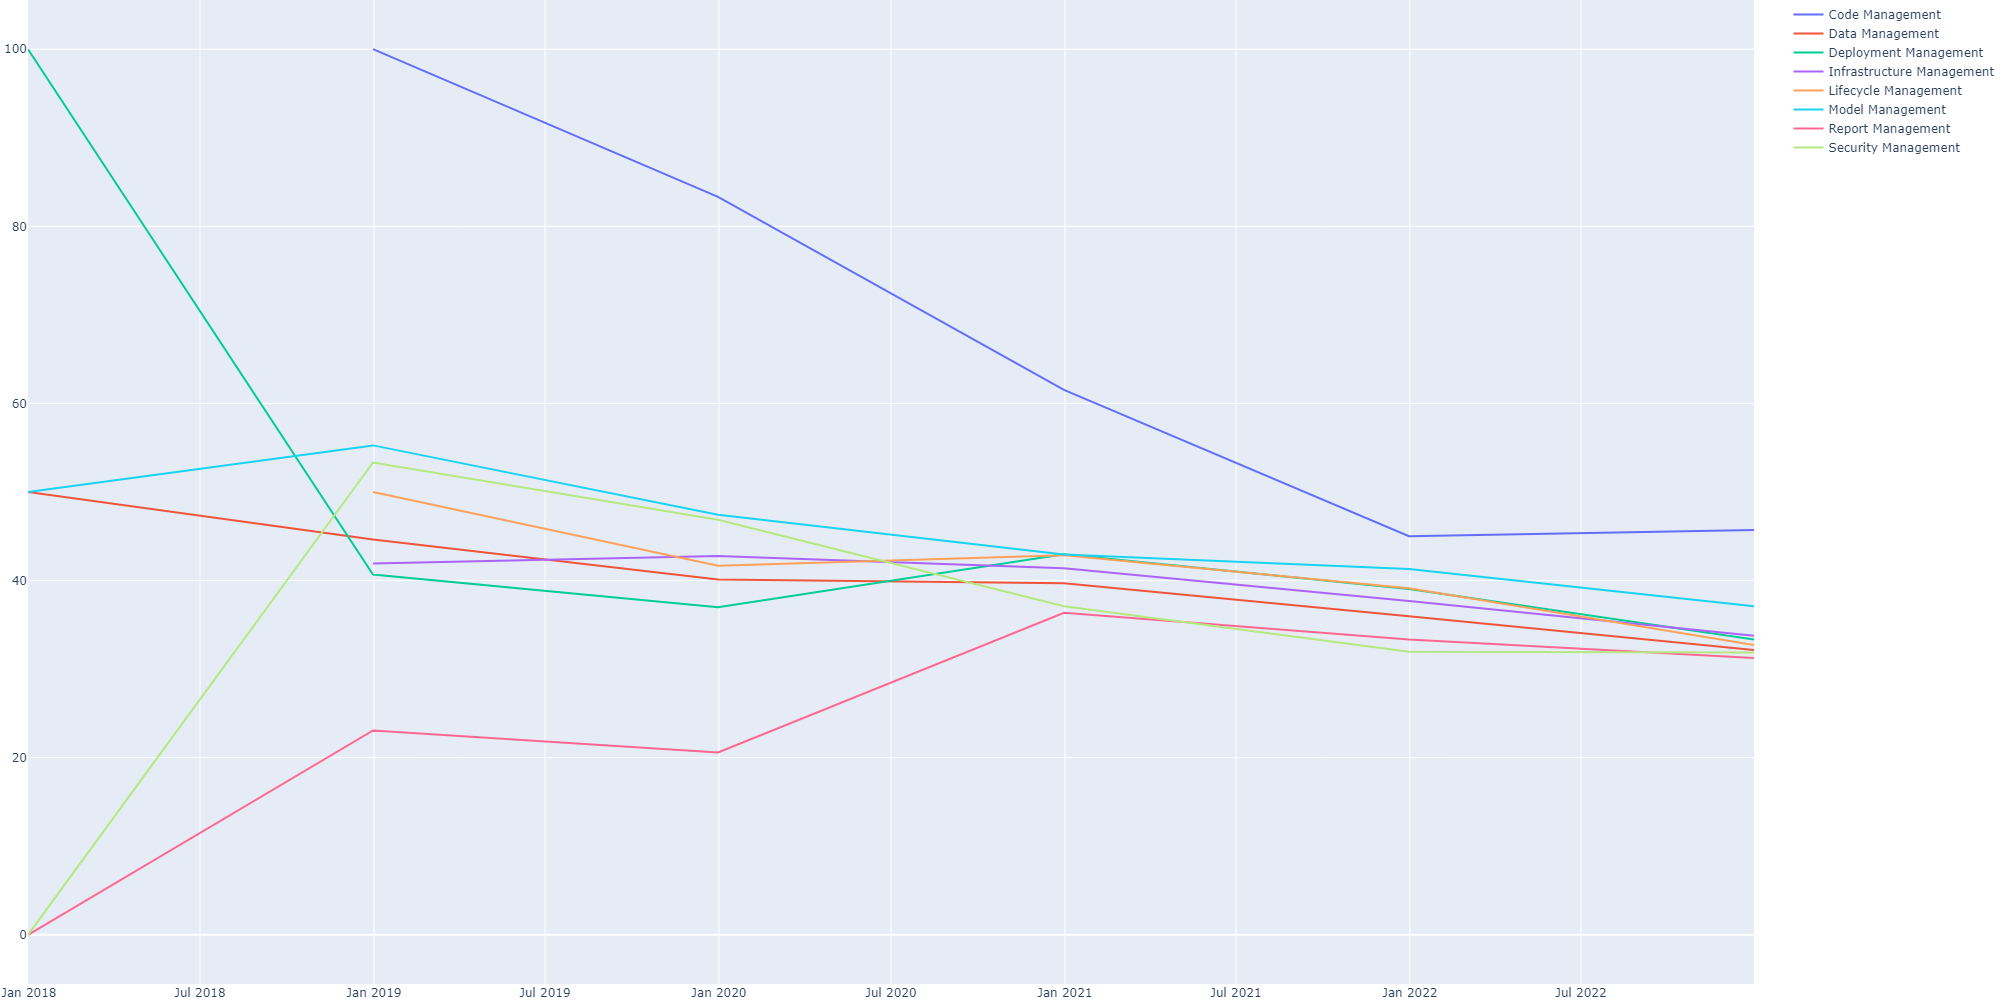 100
80
60
40
20
0
Jan 2018 Jul 2018 Jan 2019 Jul 2019 Jan 2020 Jul 2020 Jan 2021 Jul 2021 Jan 2022 Jul 2022
Code Management
Data Management
Deployment Management
Infrastructure Management
Lifecycle Management
Model Management
Report Management
Security Management